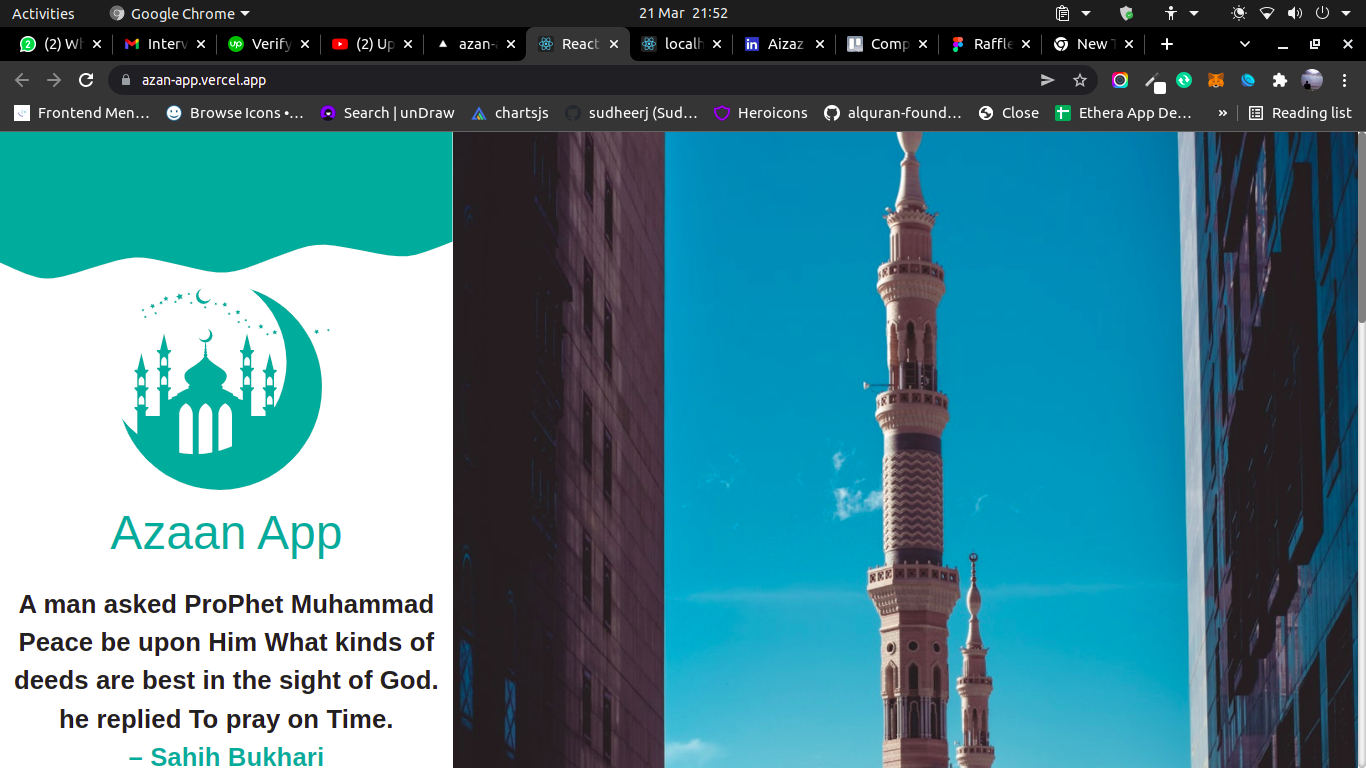 Activities
Google Chrome
21 Mar 21:52
(2) Wh
Interv
Verify
(2) Up
azan-a
React
localh
Aizaz
Comp
Raffle
New T
azan-app.vercel.app
Frontend Men…
Browse Icons •…
Search | unDraw
chartsjs
sudheerj (Sud…
Heroicons
alquran-found…
Close
Ethera App De…
»
Reading list
Azaan App
A man asked ProPhet Muhammad
Peace be upon Him What kinds of
deeds are best in the sight of God.
he replied To pray on Time.
– Sahih Bukhari